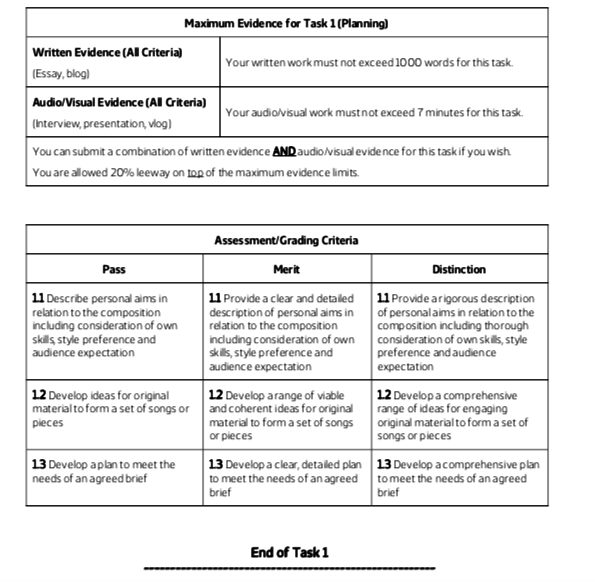 Maximum Evidence for Task 1 (Planning)
Written Evidence (All Criteria)
(Essay, blog)
Your written work must not exceed 1000 words for this task.
Audio/Visual Evidence (All Criteria)
(Interview, presentation, vlog)
Your audio/visual work must not exceed 7 minutes for this task.
You can submit a combination of written evidence AND audio/visual evidence for this task if you wish.
You are allowed 20% leeway on top of the maximum evidence limits.
Assessment/Grading Criteria
Pass
Merit
Distinction
1.1 Describe personal aims in
relation to the composition
including consideration of own
skills, style preference and
audience expectation
1.1 Provide a clear and detailed
description of personal aims in
relation to the composition
including consideration of own
skills, style preference and
audience expectation
1.1 Provide a rigorous description
of personal aims in relation to the
composition including thorough
consideration of own skills, style
preference and audience
expectation
1.2 Develop ideas for original
material to form a set of songs or
pieces
1.2 Develop a range of viable
and coherent ideas for original
material to form a set of songs
or pieces
1.2 Develop a comprehensive
range of ideas for engaging
original material to form a set of
songs or pieces
1.3 Develop a plan to meet the
needs of an agreed brief
1.3 Develop a clear, detailed plan
to meet the needs of an agreed
brief
1.3 Develop a comprehensive plan
to meet the needs of an agreed
brief
End of Task 1